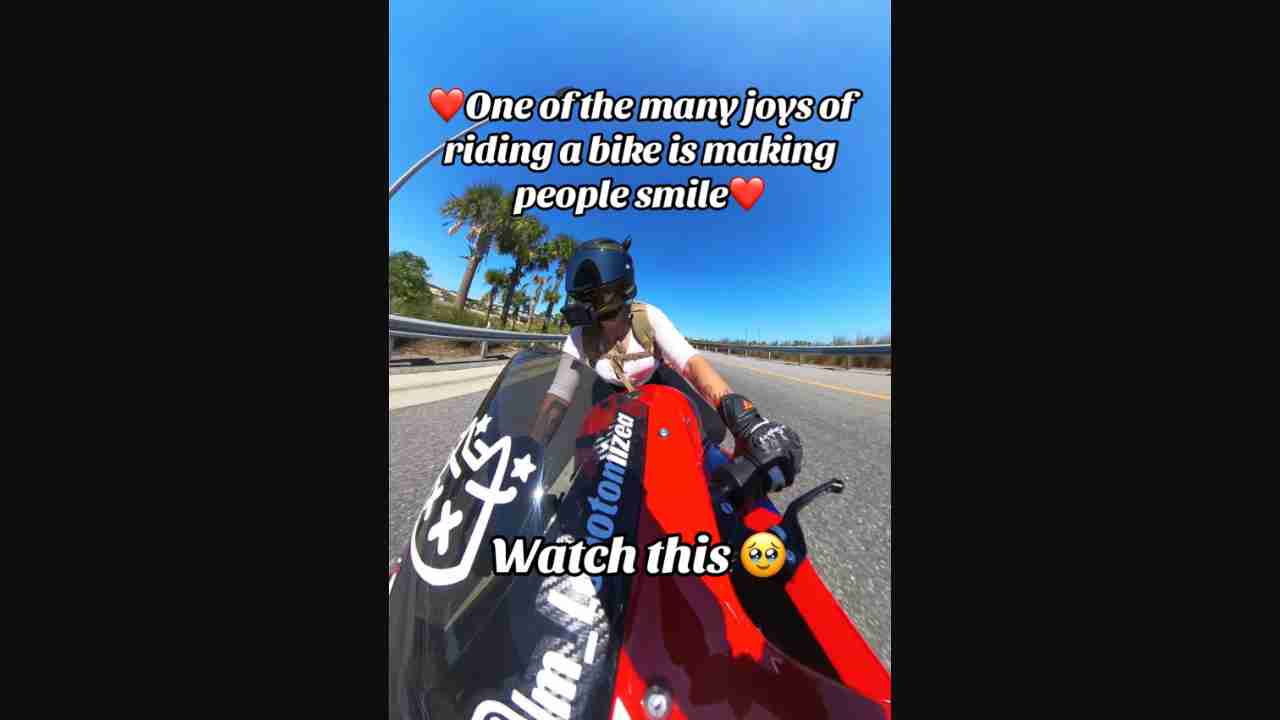 ❤️One of the many joys of
riding a bike is making
people smile❤️
Watch this 🥹